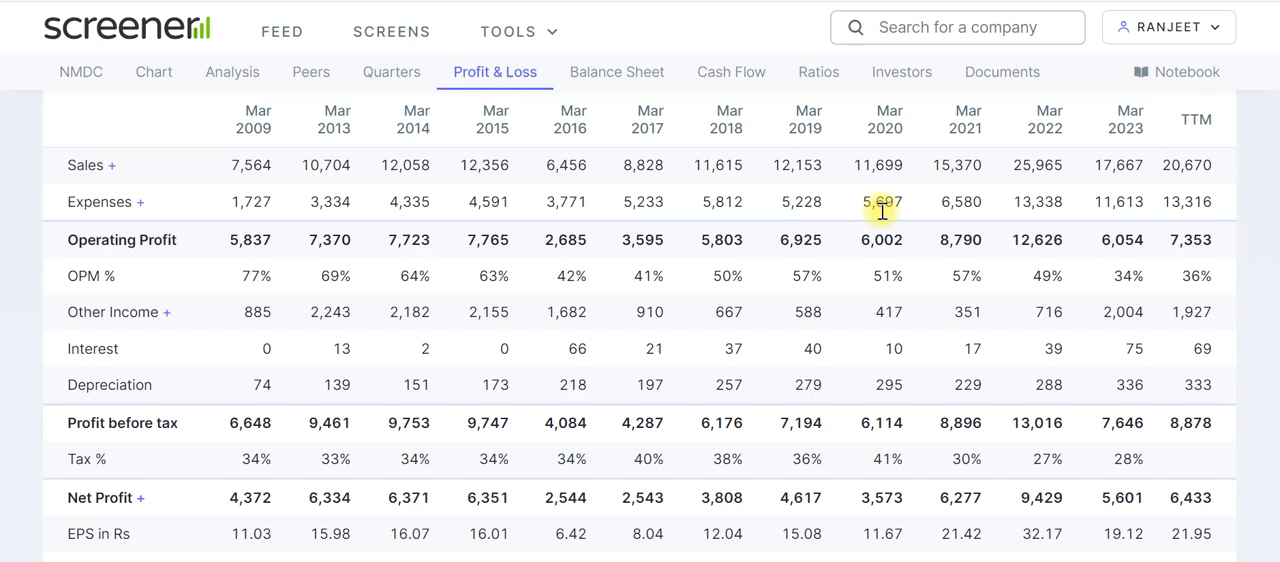 screener
FEED SCREENS TOOLS
Search for a company
RANJEET
NMDC Chart Analysis Peers Quarters Profit & Loss Balance Sheet Cash Flow Ratios Investors Documents Notebook
Mar 2009 Mar 2013 Mar 2014 Mar 2015 Mar 2016 Mar 2017 Mar 2018 Mar 2019 Mar 2020 Mar 2021 Mar 2022 Mar 2023 TTM
Sales + 7,564 10,704 12,058 12,356 6,456 8,828 11,615 12,153 11,699 15,370 25,965 17,667 20,670
Expenses + 1,727 3,334 4,335 4,591 3,771 5,233 5,812 5,228 5,697 6,580 13,338 11,613 13,316
Operating Profit 5,837 7,370 7,723 7,765 2,685 3,595 5,803 6,925 6,002 8,790 12,626 6,054 7,353
OPM % 77% 69% 64% 63% 42% 41% 50% 57% 51% 57% 49% 34% 36%
Other Income + 885 2,243 2,182 2,155 1,682 910 667 588 417 351 716 2,004 1,927
Interest 0 13 2 0 66 21 37 40 10 17 39 75 69
Depreciation 74 139 151 173 218 197 257 279 295 229 288 336 333
Profit before tax 6,648 9,461 9,753 9,747 4,084 4,287 6,176 7,194 6,114 8,896 13,016 7,646 8,878
Tax % 34% 33% 34% 34% 34% 40% 38% 36% 41% 30% 27% 28%
Net Profit + 4,372 6,334 6,371 6,351 2,544 2,543 3,808 4,617 3,573 6,277 9,429 5,601 6,433
EPS in Rs 11.03 15.98 16.07 16.01 6.42 8.04 12.04 15.08 11.67 21.42 32.17 19.12 21.95